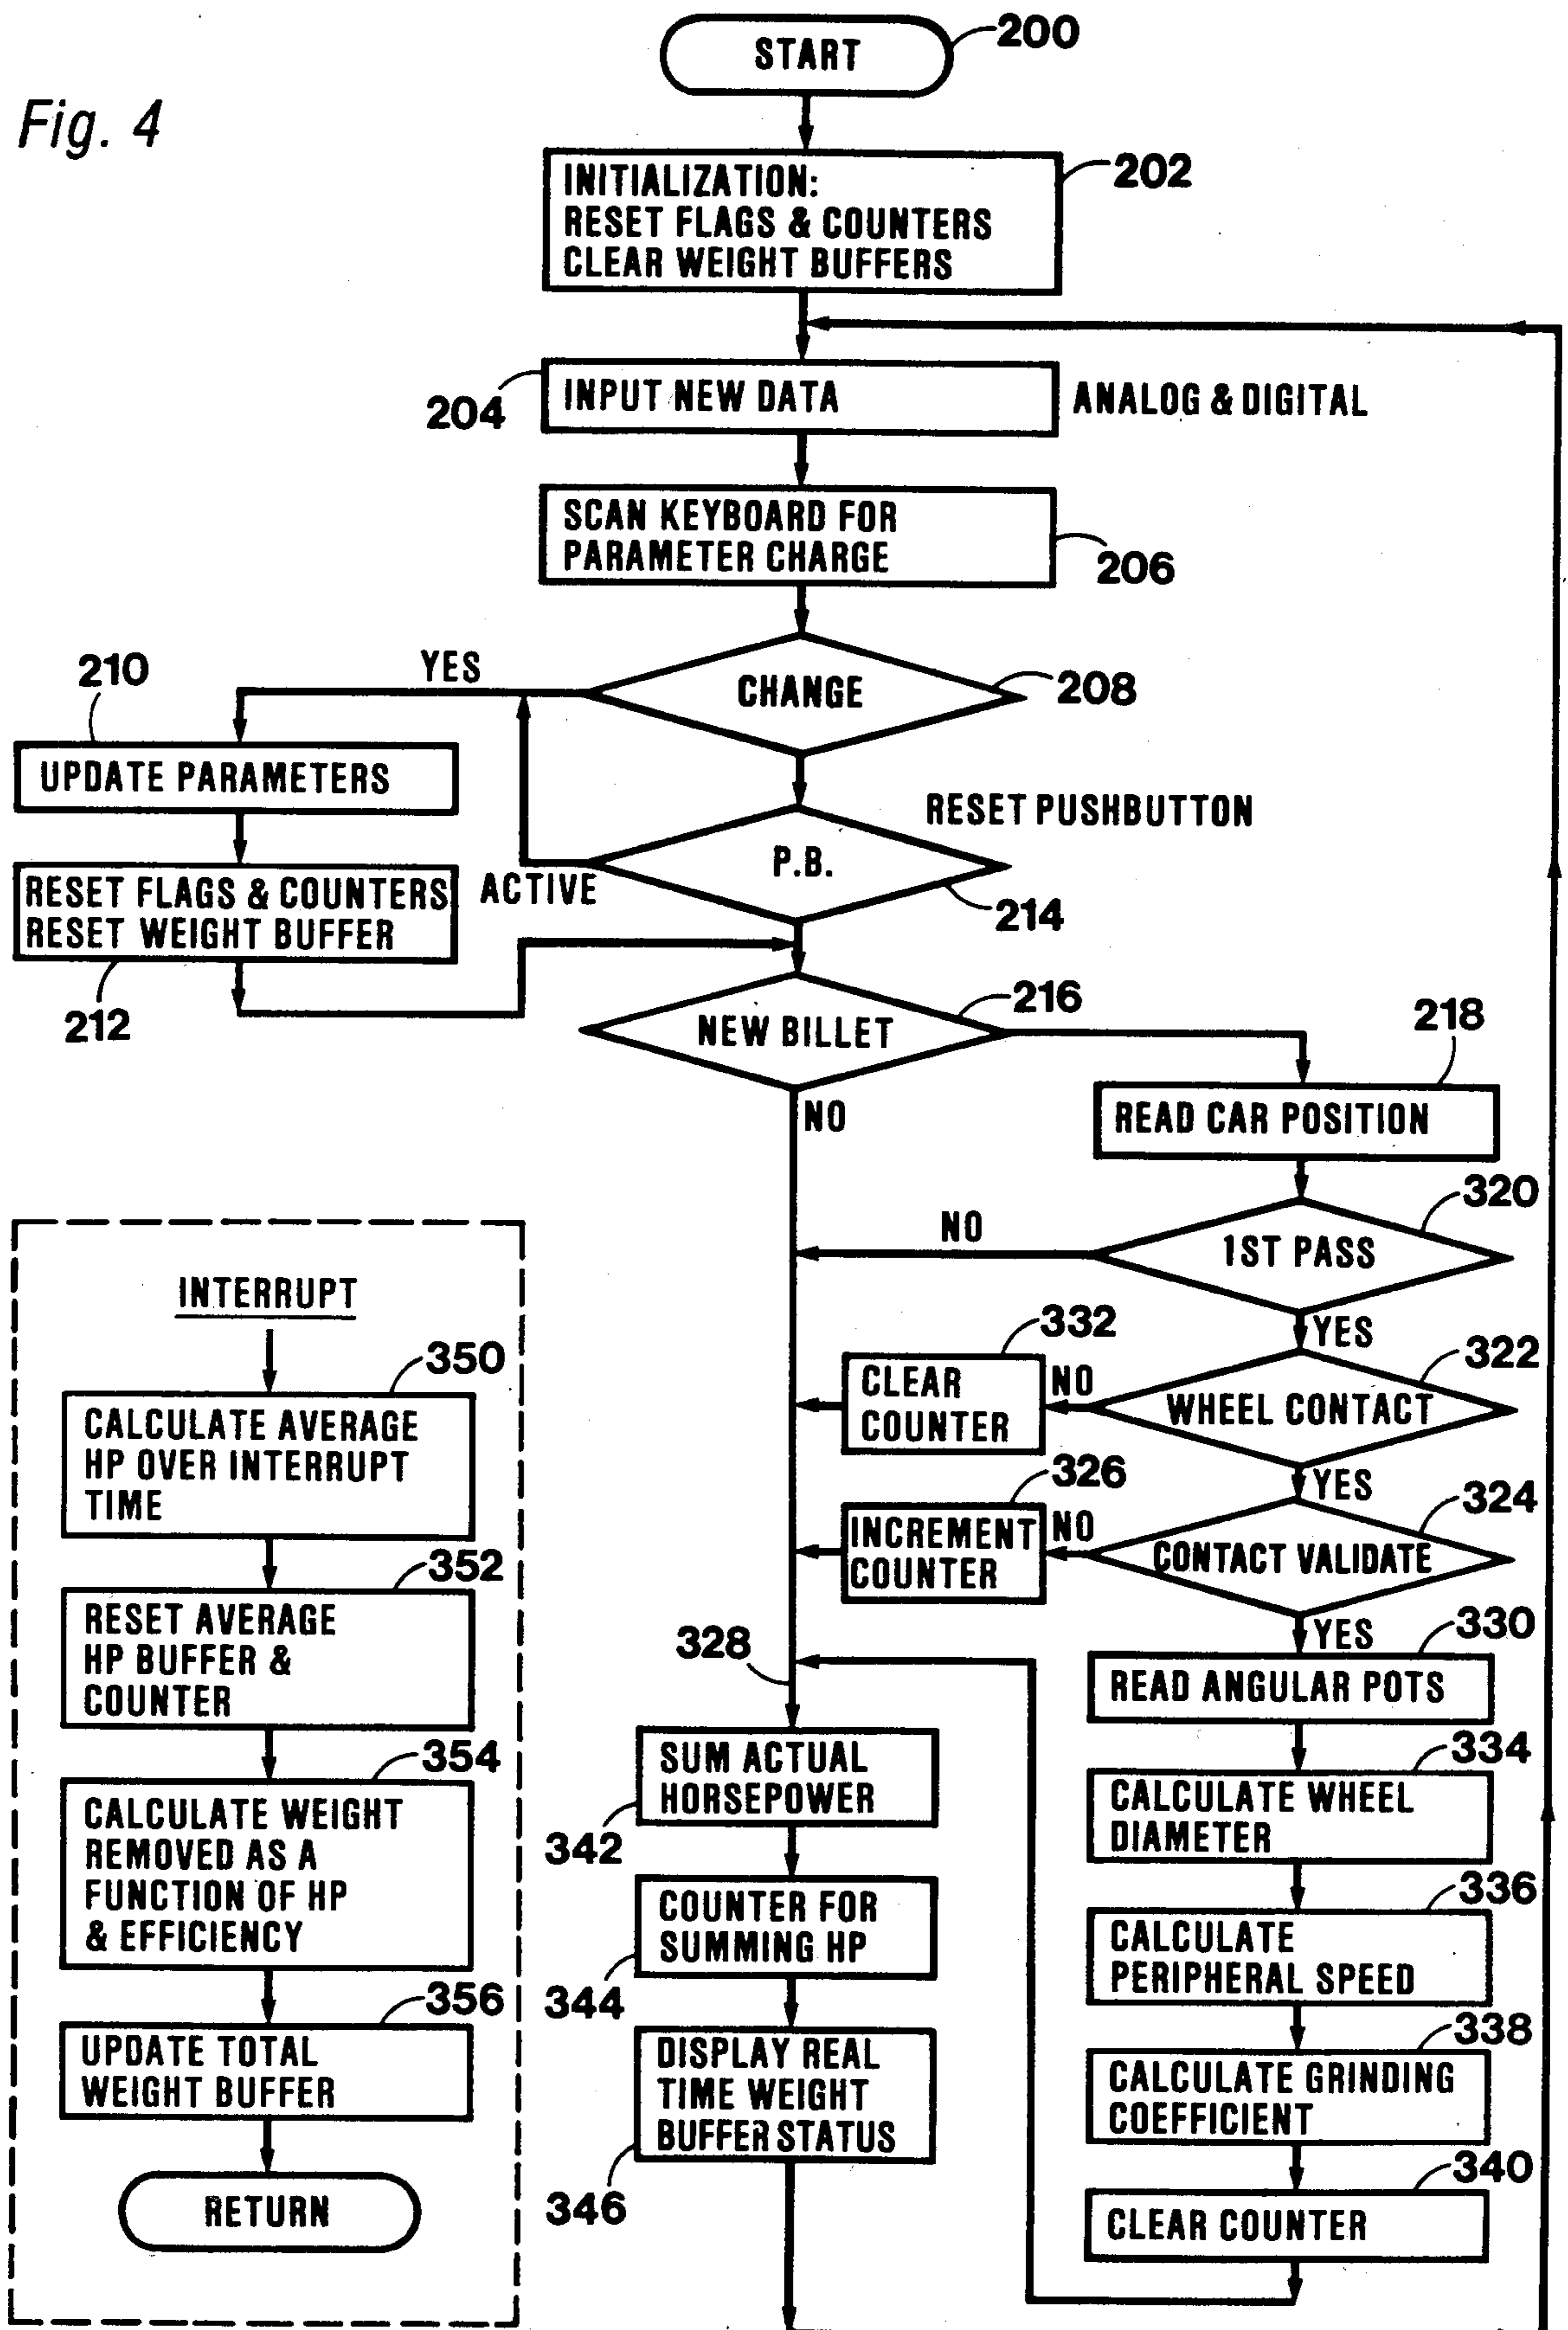 Fig. 4
START
200
INITIALIZATION:
RESET FLAGS & COUNTERS
CLEAR WEIGHT BUFFERS
202
INPUT NEW DATA
204
ANALOG & DIGITAL
SCAN KEYBOARD FOR
PARAMETER CHARGE
206
CHANGE
208
YES
210
UPDATE PARAMETERS
RESET FLAGS & COUNTERS
RESET WEIGHT BUFFER
212
RESET PUSHBUTTON
P.B.
ACTIVE
214
NEW BILLET
216
NO
218
READ CAR POSITION
320
1ST PASS
NO
YES
322
WHEEL CONTACT
NO
332
CLEAR
COUNTER
YES
324
CONTACT VALIDATE
NO
326
INCREMENT
COUNTER
YES
330
READ ANGULAR POTS
334
CALCULATE WHEEL
DIAMETER
336
CALCULATE
PERIPHERAL SPEED
338
CALCULATE GRINDING
COEFFICIENT
340
CLEAR COUNTER
328
SUM ACTUAL
HORSEPOWER
342
COUNTER FOR
SUMMING HP
344
DISPLAY REAL
TIME WEIGHT
BUFFER STATUS
346
INTERRUPT
350
CALCULATE AVERAGE
HP OVER INTERRUPT
TIME
352
RESET AVERAGE
HP BUFFER &
COUNTER
354
CALCULATE WEIGHT
REMOVED AS A
FUNCTION OF HP
& EFFICIENCY
356
UPDATE TOTAL
WEIGHT BUFFER
RETURN